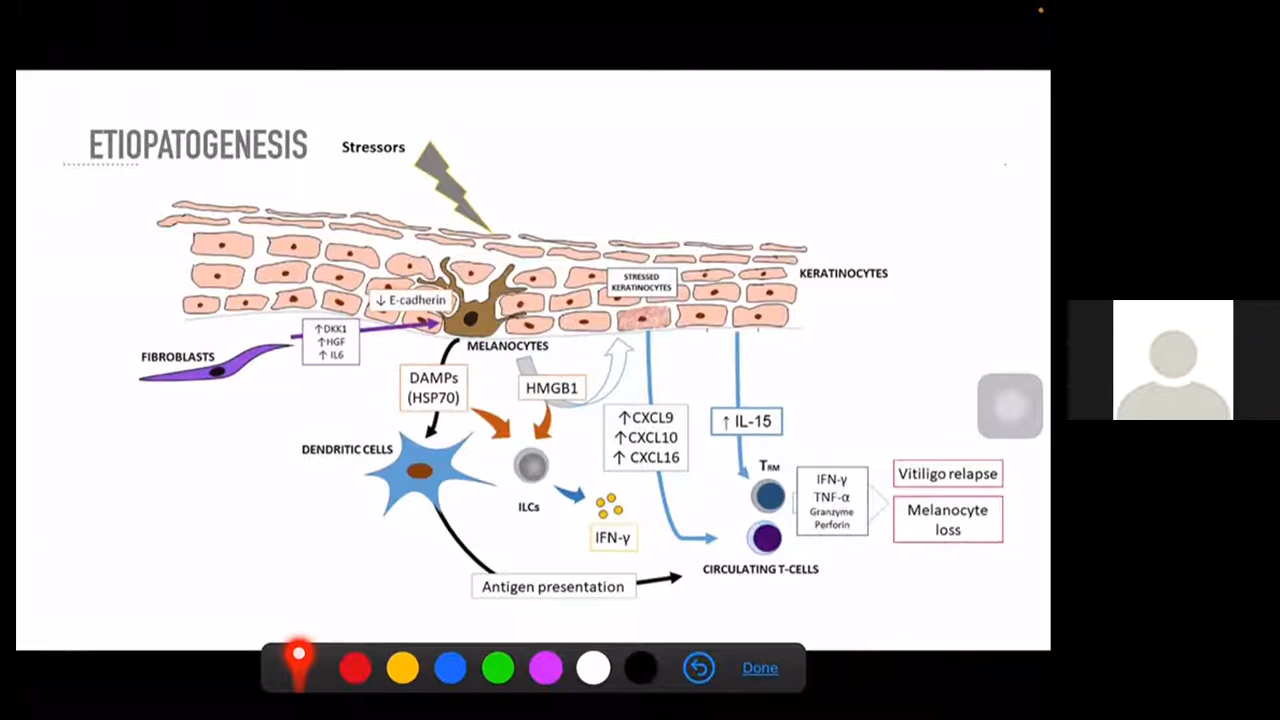 ETIOPATOGENESIS
Stressors
KERATINOCYTES
STRESSED
KERATINOCYTES
↓ E-cadherin
↑DKK1
↑HGF
↑ IL6
FIBROBLASTS
MELANOCYTES
DAMPs
(HSP70)
HMGB1
↑CXCL9
↑CXCL10
↑ CXCL16
↑ IL-15
DENDRITIC CELLS
ILCs
IFN-γ
TRM
IFN-γ
TNF-α
Granzyme
Perforin
Vitiligo relapse
Melanocyte
loss
CIRCULATING T-CELLS
Antigen presentation
Done